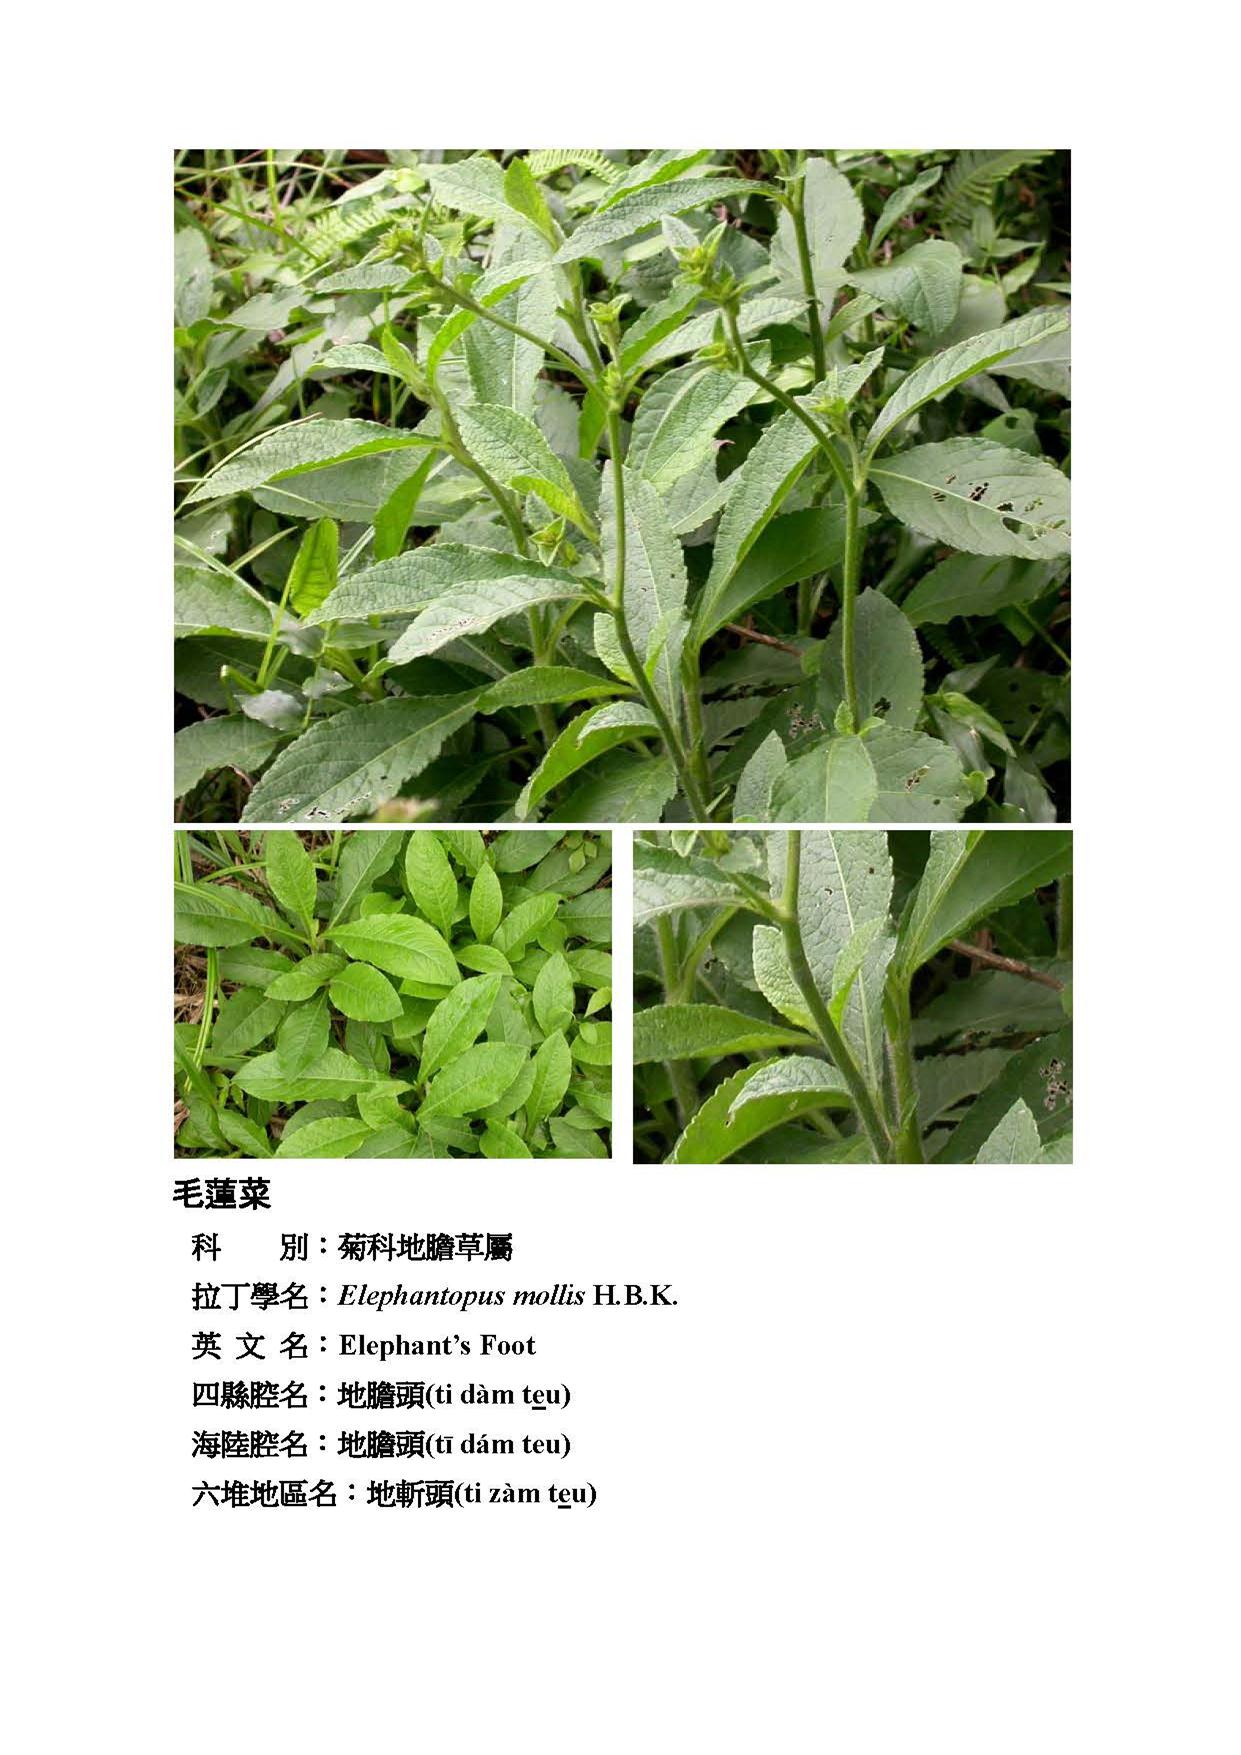 毛蓮菜
科　　別：菊科地膽草屬
拉丁學名：Elephantopus mollis H.B.K.
英 文 名：Elephant’s Foot
四縣腔名：地膽頭(ti dàm te̲u)
海陸腔名：地膽頭(tī dám teu)
六堆地區名：地斬頭(ti zàm te̲u)